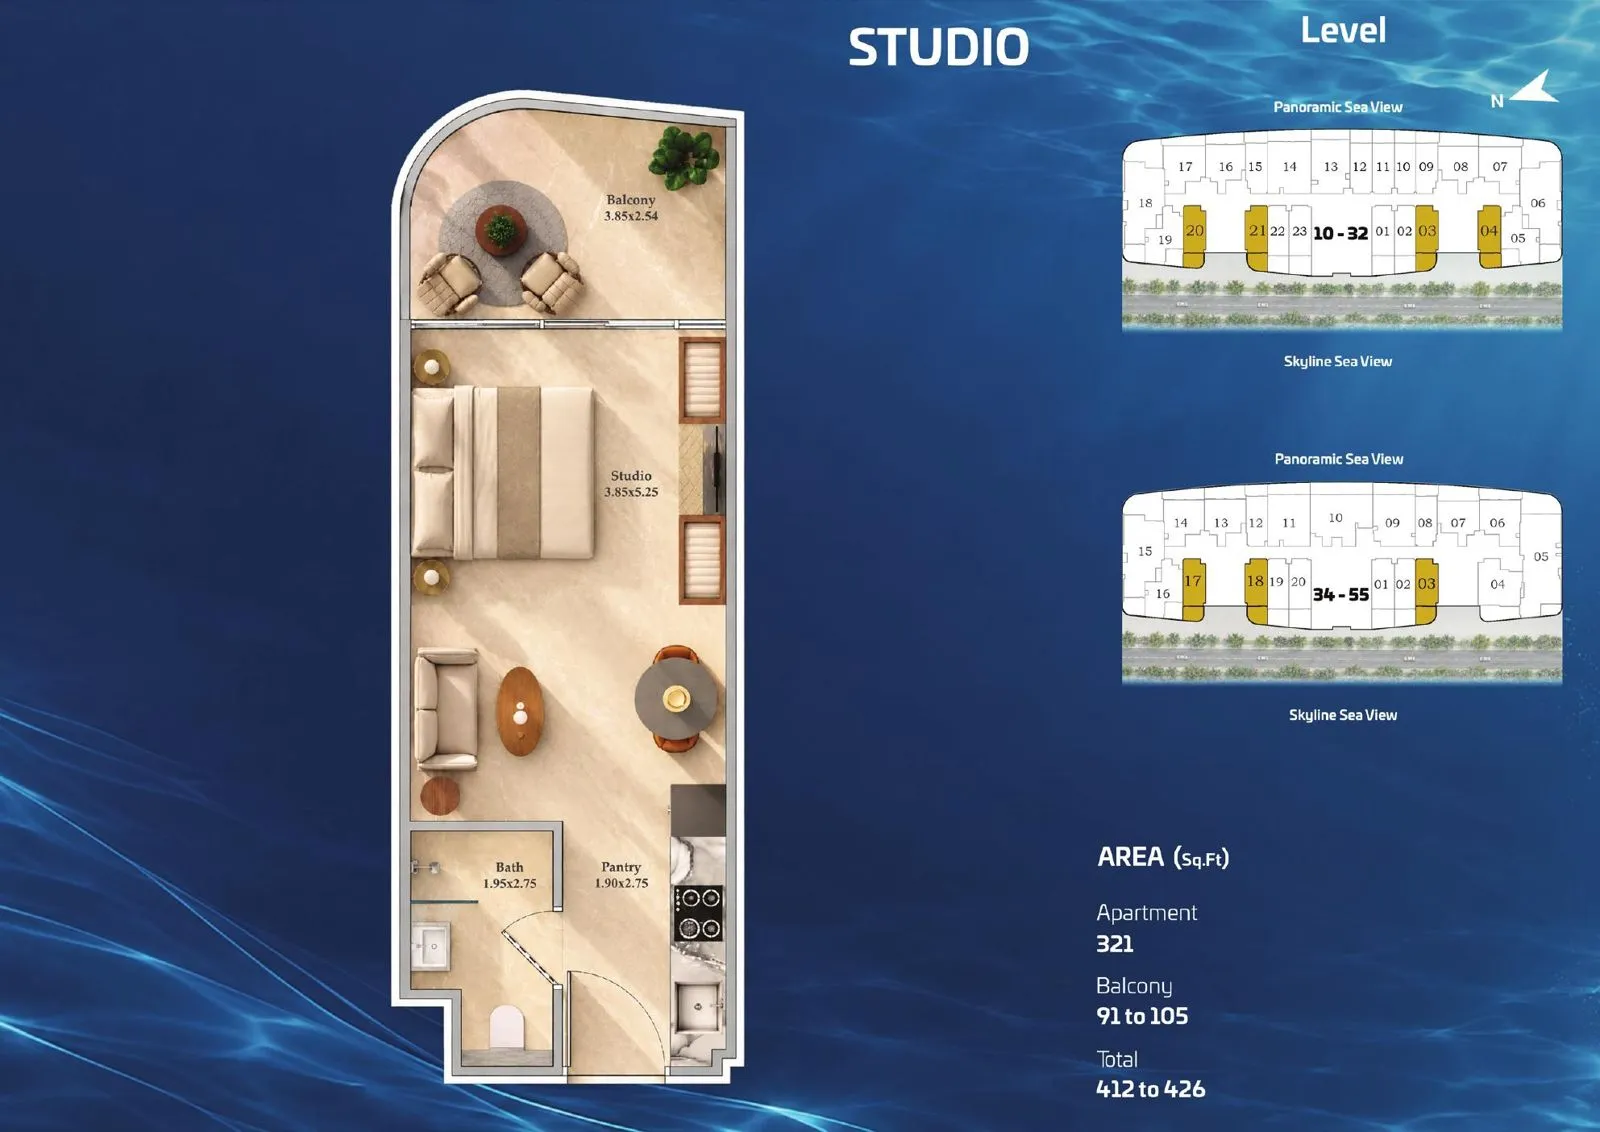 STUDIO
Level
N
Panoramic Sea View
17 16 15 14 13 12 11 10 09 08 07
18 06
19 20 21 22 23 10 - 32 01 02 03 04 05
Skyline Sea View
Panoramic Sea View
14 13 12 11 10 09 08 07 06
15 05
16 17 18 19 20 34 - 55 01 02 03 04
Skyline Sea View
Balcony
3.85x2.54
Studio
3.85x5.25
Bath
1.95x2.75
Pantry
1.90x2.75
AREA (Sq.Ft)
Apartment
321
Balcony
91 to 105
Total
412 to 426